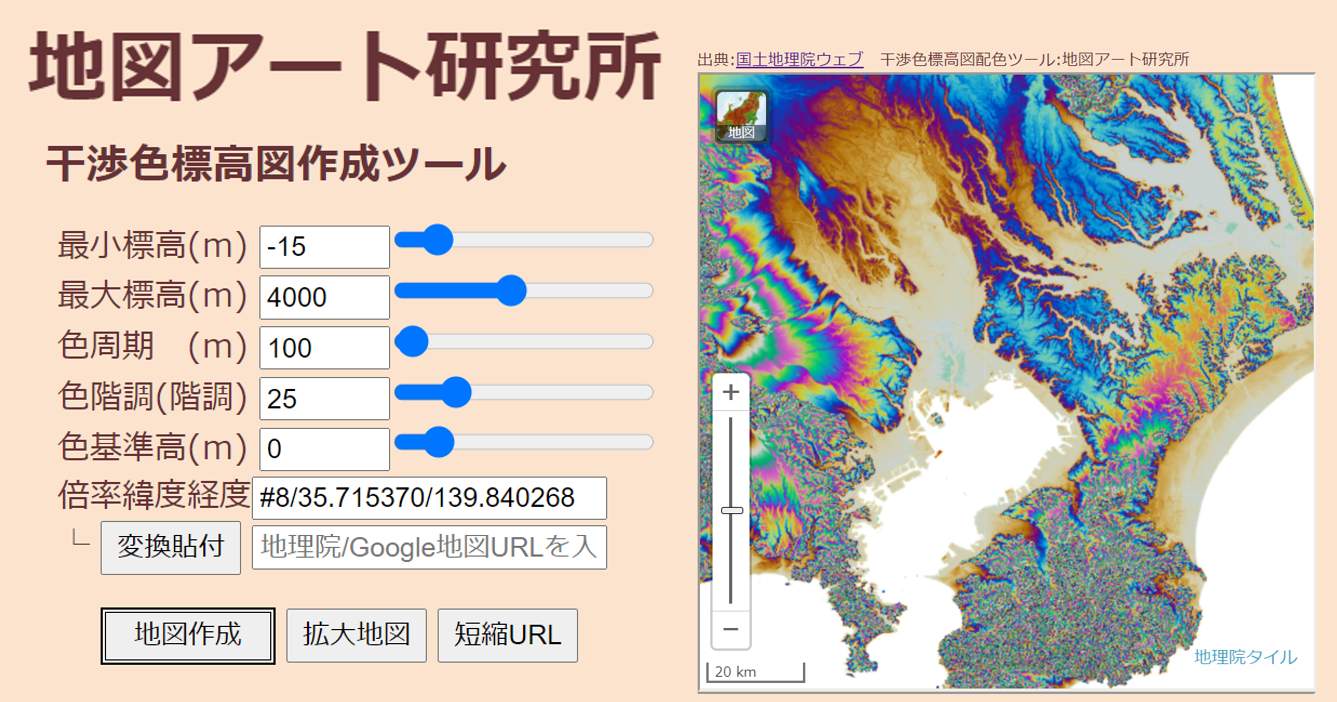 地図アート研究所
干渉色標高図作成ツール
最小標高(m) -15
最大標高(m) 4000
色周期　(m) 100
色階調(階調) 25
色基準高(m) 0
倍率緯度経度 #8/35.715370/139.840268
└ 変換貼付 地理院/Google地図URLを入
地図作成 拡大地図 短縮URL
出典:国土地理院ウェブ　干渉色標高図配色ツール:地図アート研究所
地図
+
−
20 km
地理院タイル